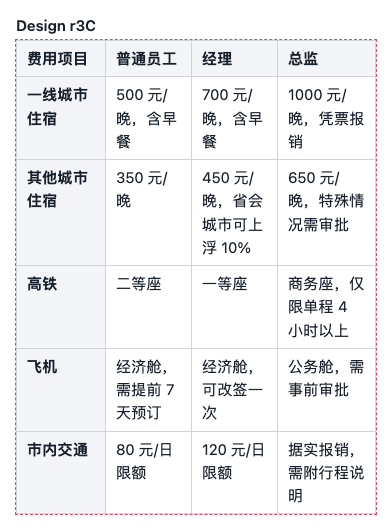 Design r3C
费用项目 普通员工 经理 总监
一线城市住宿 500 元/晚，含早餐 700 元/晚，含早餐 1000 元/晚，凭票报销
其他城市住宿 350 元/晚 450 元/晚，省会城市可上浮 10% 650 元/晚，特殊情况需审批
高铁 二等座 一等座 商务座，仅限单程 4 小时以上
飞机 经济舱，需提前 7 天预订 经济舱，可改签一次 公务舱，需事前审批
市内交通 80 元/日限额 120 元/日限额 据实报销，需附行程说明